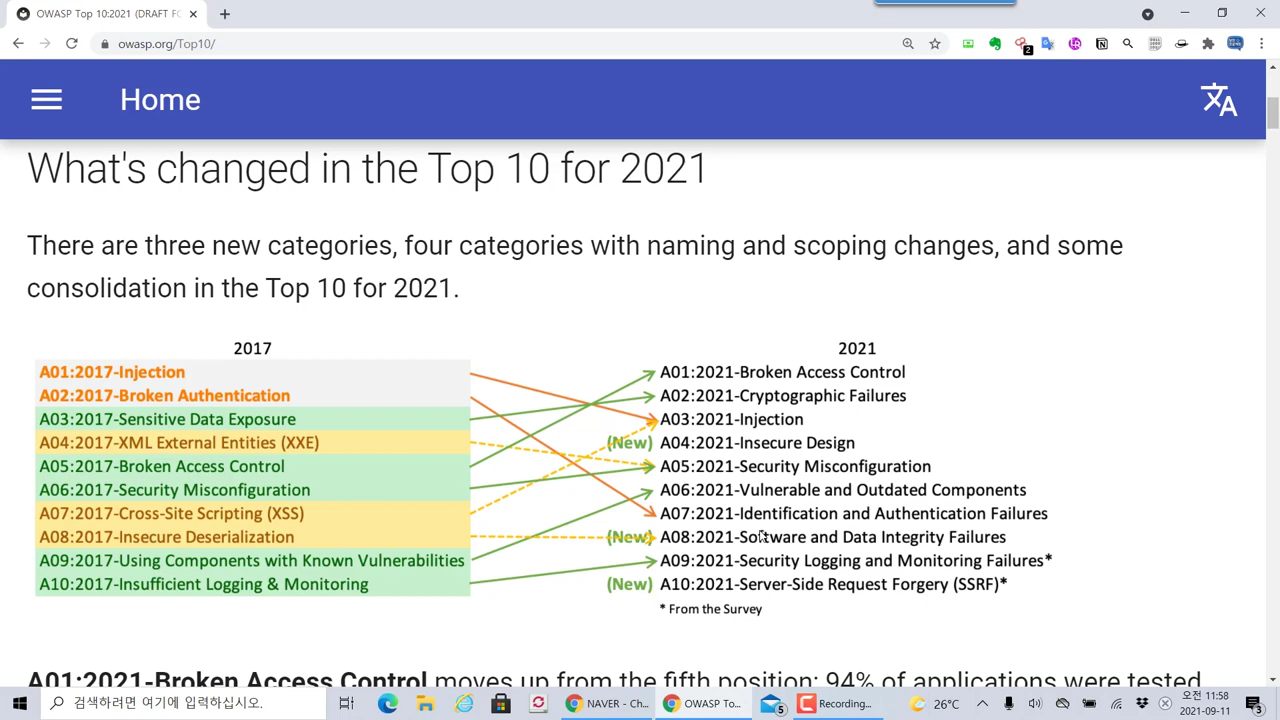 OWASP Top 10:2021 (DRAFT FO
owasp.org/Top10/
2
Home
What's changed in the Top 10 for 2021
There are three new categories, four categories with naming and scoping changes, and some
consolidation in the Top 10 for 2021.
2017
2021
A01:2017-Injection
A01:2021-Broken Access Control
A02:2017-Broken Authentication
A02:2021-Cryptographic Failures
A03:2017-Sensitive Data Exposure
A03:2021-Injection
A04:2017-XML External Entities (XXE)
(New) A04:2021-Insecure Design
A05:2017-Broken Access Control
A05:2021-Security Misconfiguration
A06:2017-Security Misconfiguration
A06:2021-Vulnerable and Outdated Components
A07:2017-Cross-Site Scripting (XSS)
A07:2021-Identification and Authentication Failures
A08:2017-Insecure Deserialization
(New) A08:2021-Software and Data Integrity Failures
A09:2017-Using Components with Known Vulnerabilities
A09:2021-Security Logging and Monitoring Failures*
A10:2017-Insufficient Logging & Monitoring
(New) A10:2021-Server-Side Request Forgery (SSRF)*
* From the Survey
A01:2021-Broken Access Control moves up from the fifth position; 94% of applications were tested
검색하려면 여기에 입력하십시오.
NAVER - Ch...
OWASP To...
5
Recording...
26°C
오전 11:58
2021-09-11
3